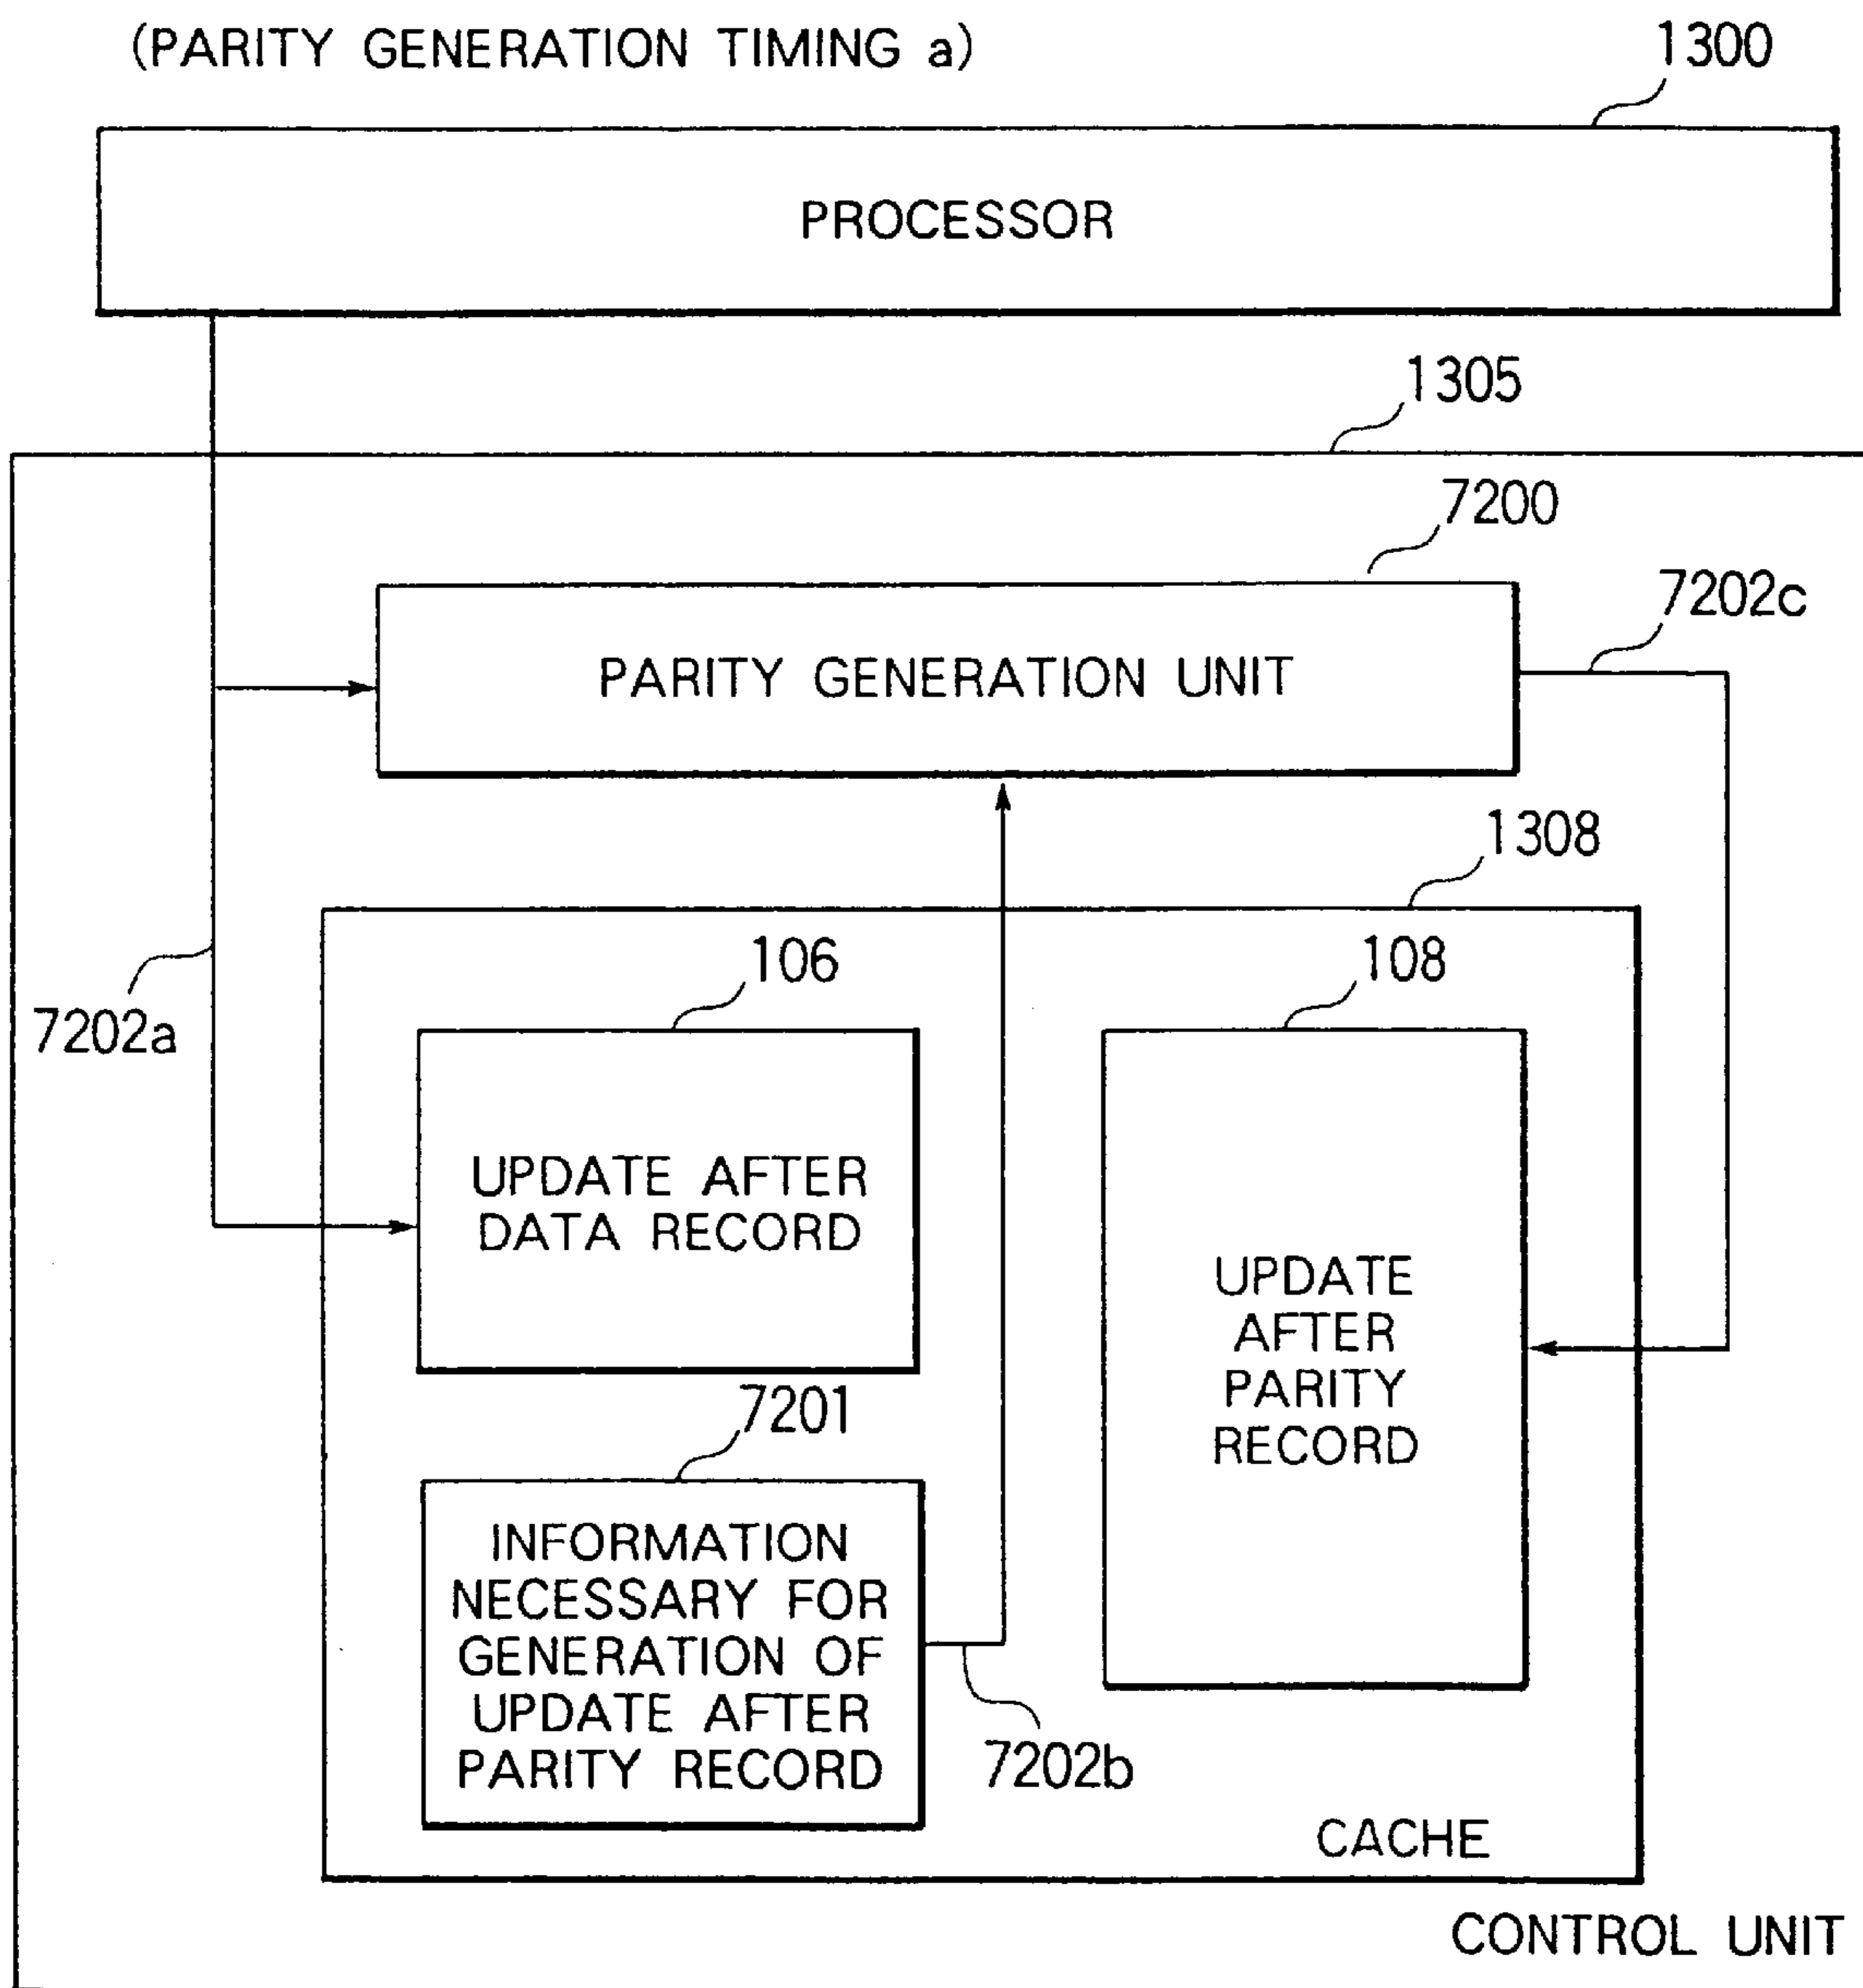 (PARITY GENERATION TIMING a)
1300
PROCESSOR
1305
7200
7202c
PARITY GENERATION UNIT
1308
106
108
7202a
UPDATE AFTER
DATA RECORD
UPDATE
AFTER
PARITY
RECORD
7201
INFORMATION
NECESSARY FOR
GENERATION OF
UPDATE AFTER
PARITY RECORD
7202b
CACHE
CONTROL UNIT